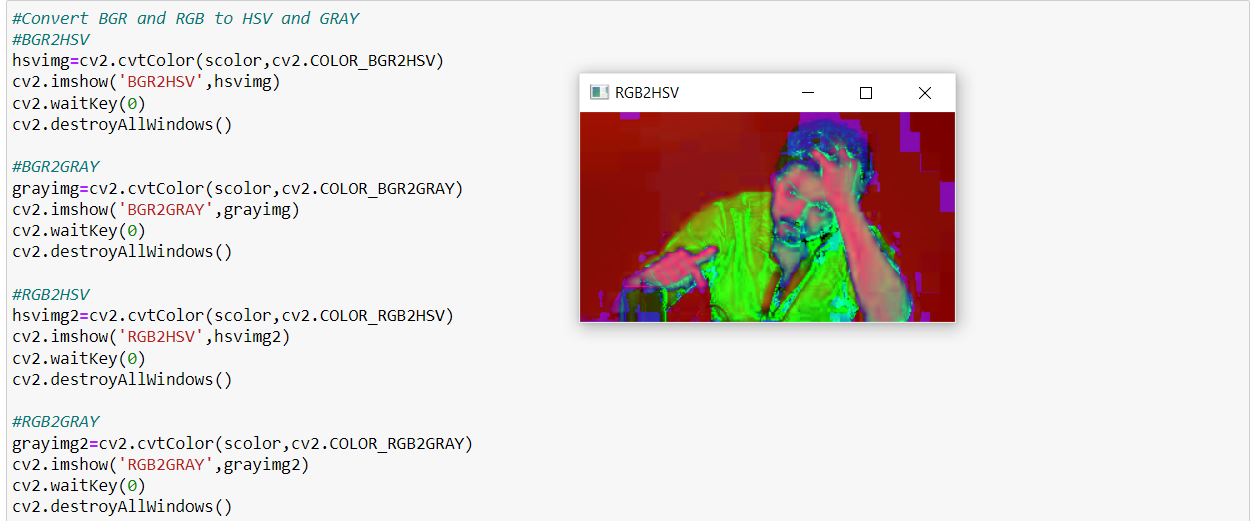 #Convert BGR and RGB to HSV and GRAY
#BGR2HSV
hsvimg=cv2.cvtColor(scolor,cv2.COLOR_BGR2HSV)
cv2.imshow('BGR2HSV',hsvimg)
cv2.waitKey(0)
cv2.destroyAllWindows()
#BGR2GRAY
grayimg=cv2.cvtColor(scolor,cv2.COLOR_BGR2GRAY)
cv2.imshow('BGR2GRAY',grayimg)
cv2.waitKey(0)
cv2.destroyAllWindows()
#RGB2HSV
hsvimg2=cv2.cvtColor(scolor,cv2.COLOR_RGB2HSV)
cv2.imshow('RGB2HSV',hsvimg2)
cv2.waitKey(0)
cv2.destroyAllWindows()
#RGB2GRAY
grayimg2=cv2.cvtColor(scolor,cv2.COLOR_RGB2GRAY)
cv2.imshow('RGB2GRAY',grayimg2)
cv2.waitKey(0)
cv2.destroyAllWindows()
RGB2HSV